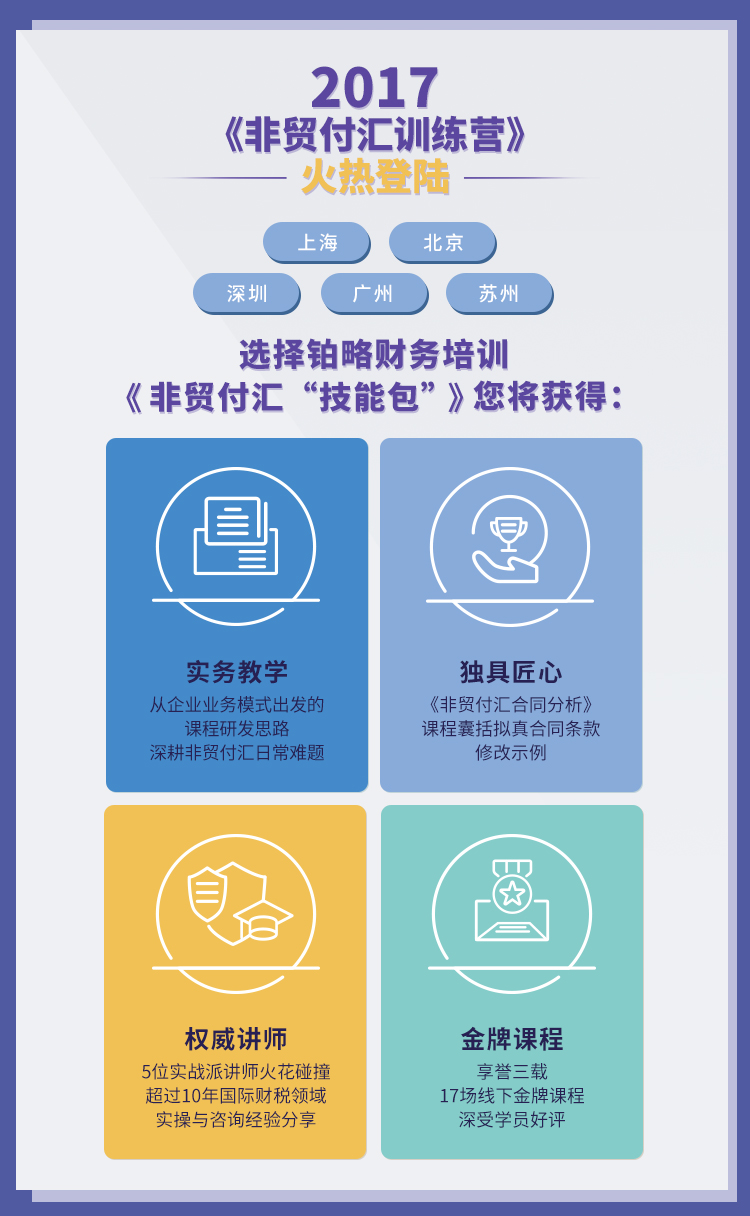 2017
《非贸付汇训练营》
火热登陆
上海 北京
深圳 广州 苏州
选择铂略财务培训
《非贸付汇“技能包”》您将获得：
实务教学
从企业业务模式出发的
课程研发思路
深耕非贸付汇日常难题
独具匠心
《非贸付汇合同分析》
课程囊括拟真合同条款
修改示例
权威讲师
5位实战派讲师火花碰撞
超过10年国际财税领域
实操与咨询经验分享
金牌课程
享誉三载
17场线下金牌课程
深受学员好评